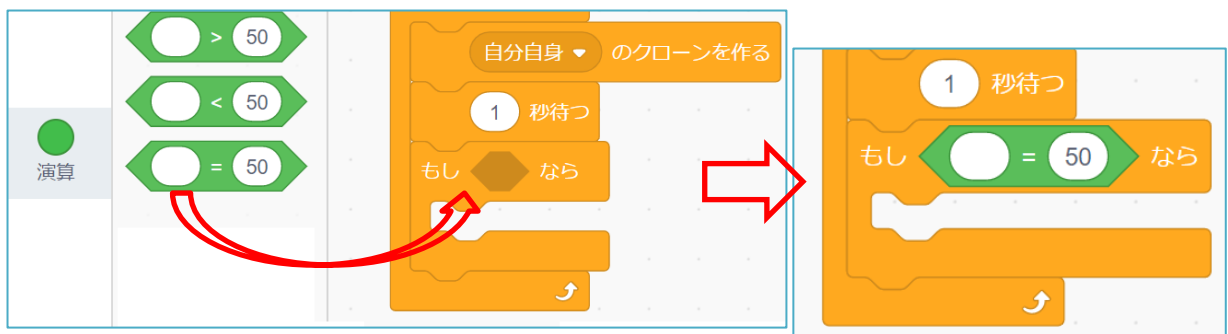 > 50
< 50
= 50
演算
自分自身 のクローンを作る
1 秒待つ
もし なら
1 秒待つ
もし = 50 なら